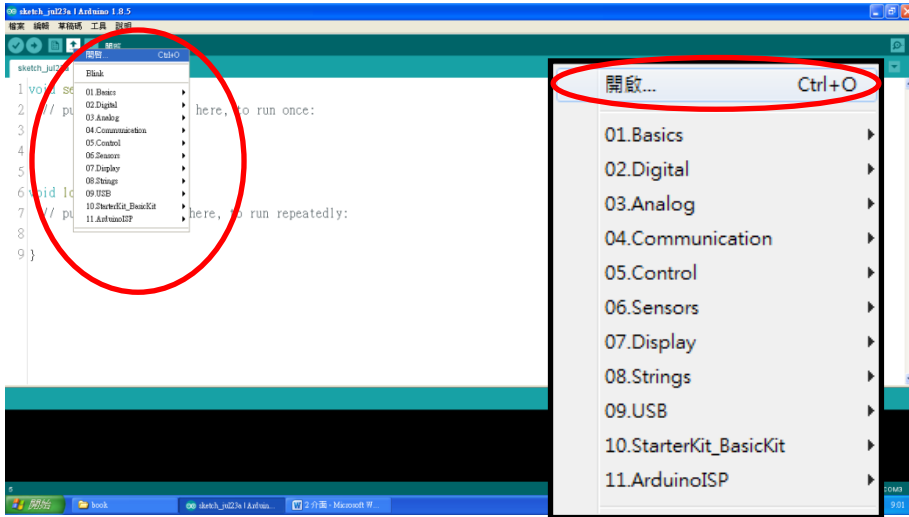 sketch_jul23a | Arduino 1.8.5
檔案 編輯 草稿碼 工具 說明
開啟
sketch_jul23a
開啟... Ctrl+O
Blink
01.Basics
02.Digital
03.Analog
04.Communication
05.Control
06.Sensors
07.Display
08.Strings
09.USB
10.StarterKit_BasicKit
11.ArduinoISP
1 void se
2 // pu here, to run once:
3
4
5
6 void lo
7 // pu here, to run repeatedly:
8
9 }
開啟... Ctrl+O
01.Basics
02.Digital
03.Analog
04.Communication
05.Control
06.Sensors
07.Display
08.Strings
09.USB
10.StarterKit_BasicKit
11.ArduinoISP
5
COM3
開始 book sketch_jul23a | Arduin... 2 介面 - Microsoft W... 9:01